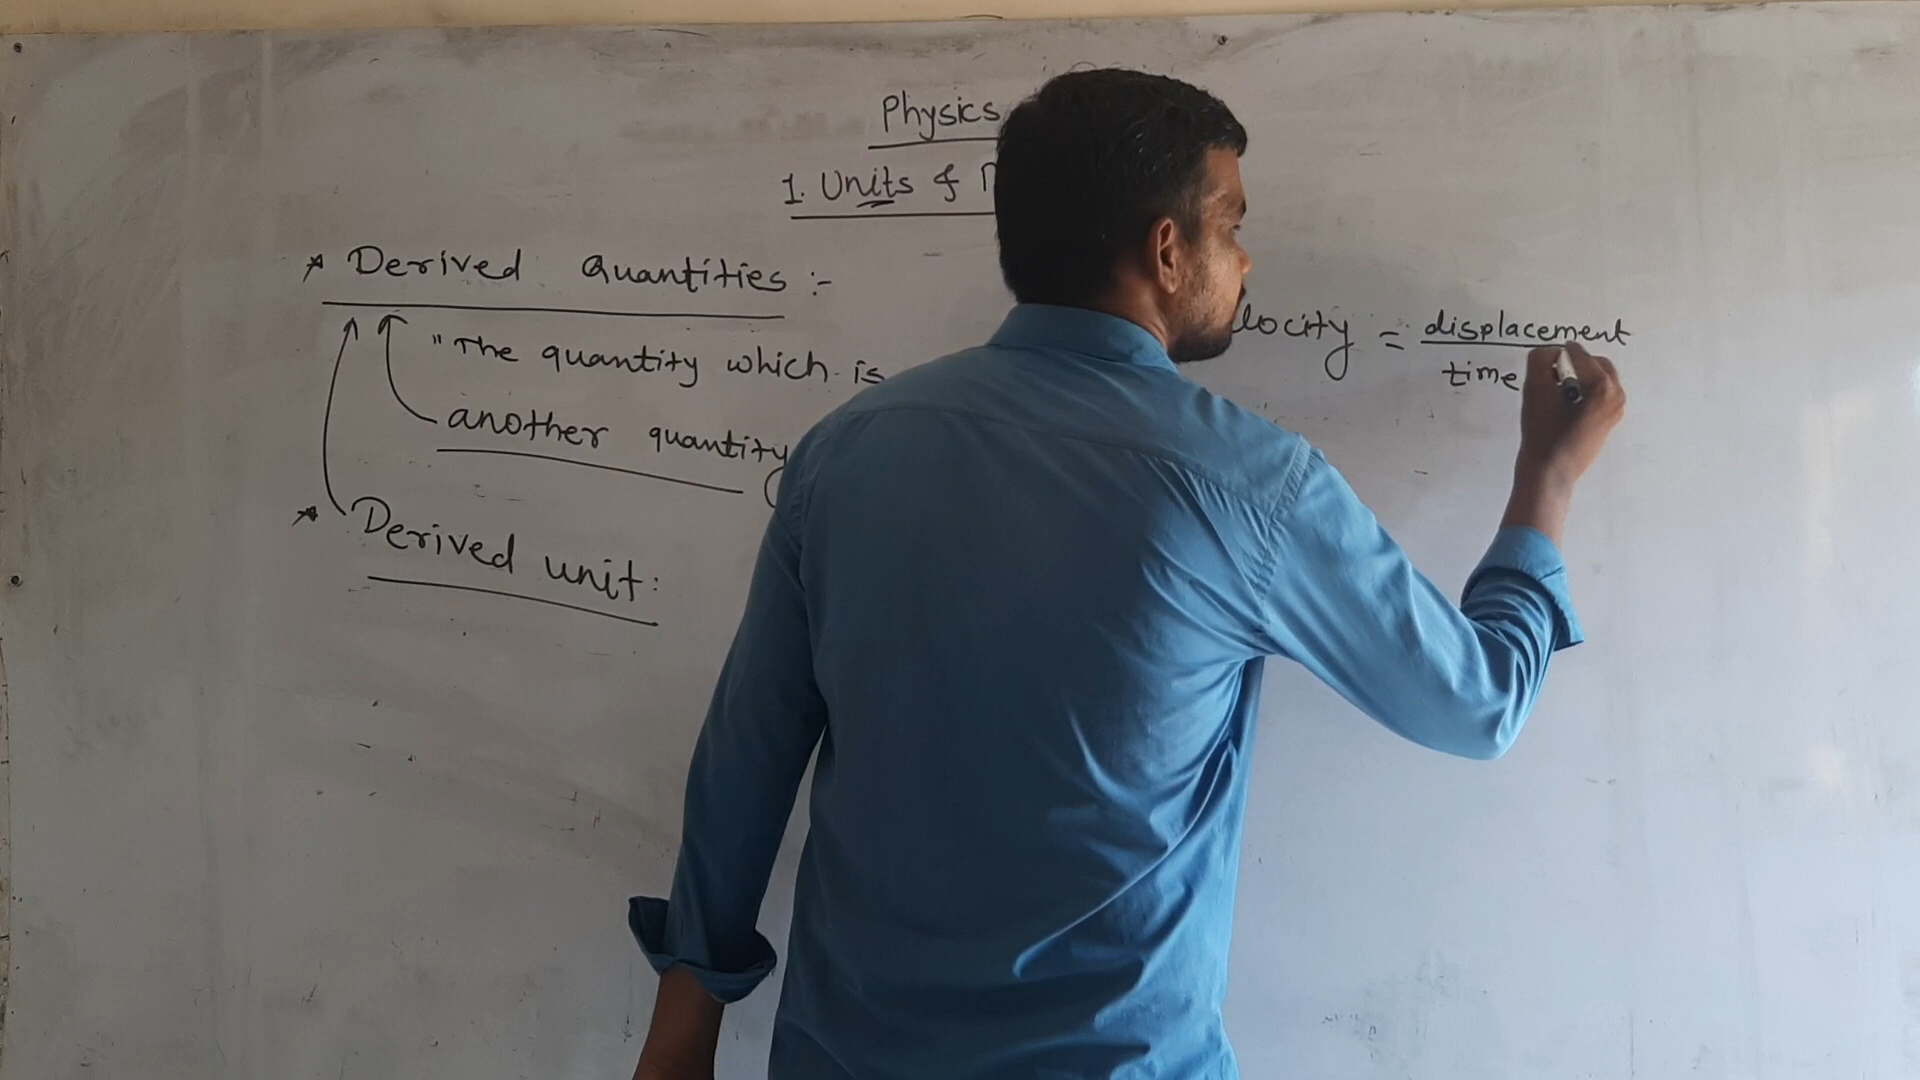 Physics
1. Units &
* Derived Quantities :-
"The quantity which is
another quantity
* Derived unit:
locity = displacement
time